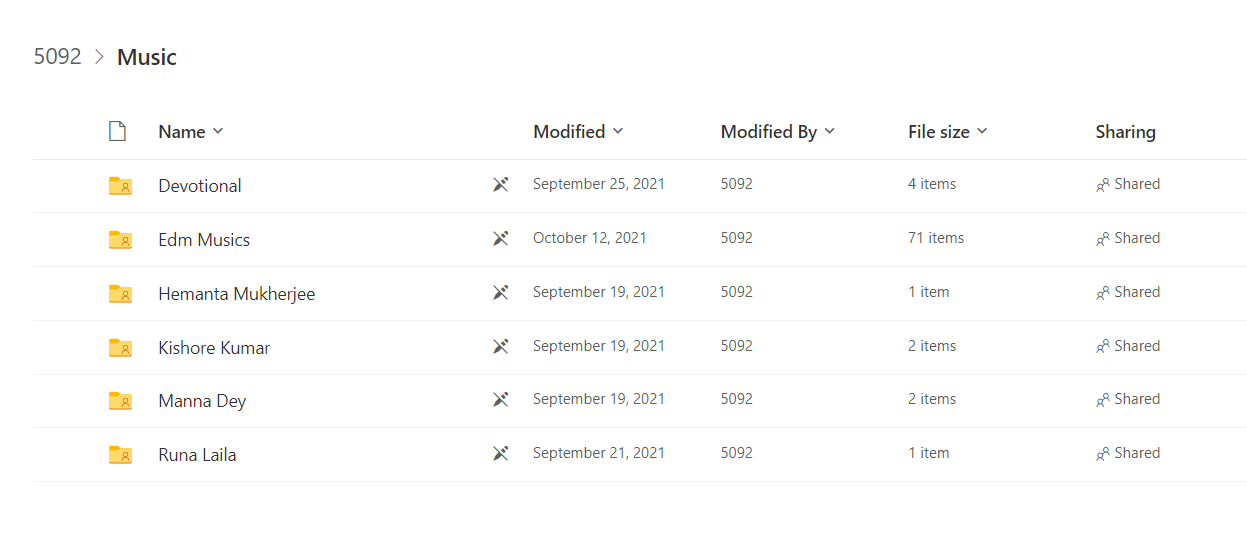 5092 > Music
Name Modified Modified By File size Sharing
Devotional September 25, 2021 5092 4 items Shared
Edm Musics October 12, 2021 5092 71 items Shared
Hemanta Mukherjee September 19, 2021 5092 1 item Shared
Kishore Kumar September 19, 2021 5092 2 items Shared
Manna Dey September 19, 2021 5092 2 items Shared
Runa Laila September 21, 2021 5092 1 item Shared